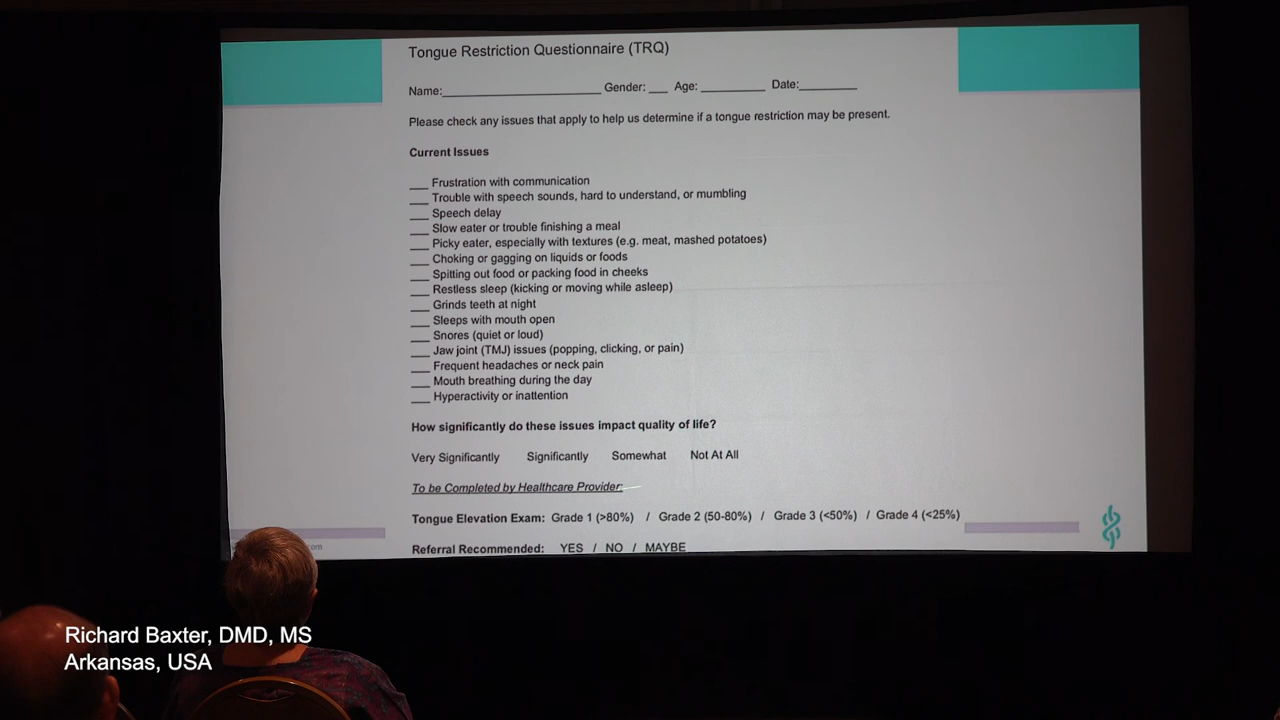 Tongue Restriction Questionnaire (TRQ)
Name:____________________ Gender: ___ Age: ________ Date:________
Please check any issues that apply to help us determine if a tongue restriction may be present.
Current Issues
___ Frustration with communication
___ Trouble with speech sounds, hard to understand, or mumbling
___ Speech delay
___ Slow eater or trouble finishing a meal
___ Picky eater, especially with textures (e.g. meat, mashed potatoes)
___ Choking or gagging on liquids or foods
___ Spitting out food or packing food in cheeks
___ Restless sleep (kicking or moving while asleep)
___ Grinds teeth at night
___ Sleeps with mouth open
___ Snores (quiet or loud)
___ Jaw joint (TMJ) issues (popping, clicking, or pain)
___ Frequent headaches or neck pain
___ Mouth breathing during the day
___ Hyperactivity or inattention
How significantly do these issues impact quality of life?
Very Significantly Significantly Somewhat Not At All
To be Completed by Healthcare Provider:
Tongue Elevation Exam: Grade 1 (>80%) / Grade 2 (50-80%) / Grade 3 (<50%) / Grade 4 (<25%)
Referral Recommended: YES / NO / MAYBE
Richard Baxter, DMD, MS
Arkansas, USA